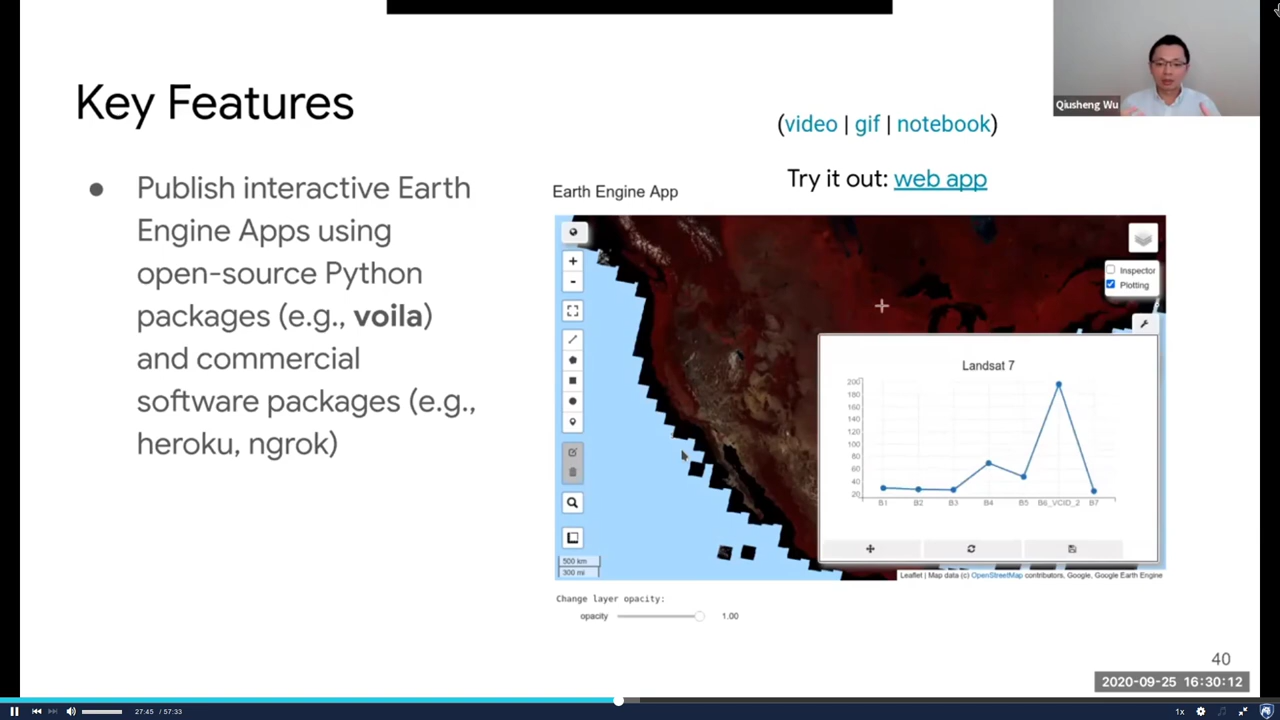 Key Features
Qiusheng Wu
(video | gif | notebook)
Try it out: web app
● Publish interactive Earth
Engine Apps using
open-source Python
packages (e.g., voila)
and commercial
software packages (e.g.,
heroku, ngrok)
Earth Engine App
+
-
Inspector
Plotting
Landsat 7
200
180
160
140
120
100
80
60
40
20
B1 B2 B3 B4 B5 B6_VCID_2 B7
500 km
300 mi
Leaflet | Map data (c) OpenStreetMap contributors, Google, Google Earth Engine
Change layer opacity:
opacity 1.00
40
2020-09-25 16:30:12
27:45 / 57:33
1x